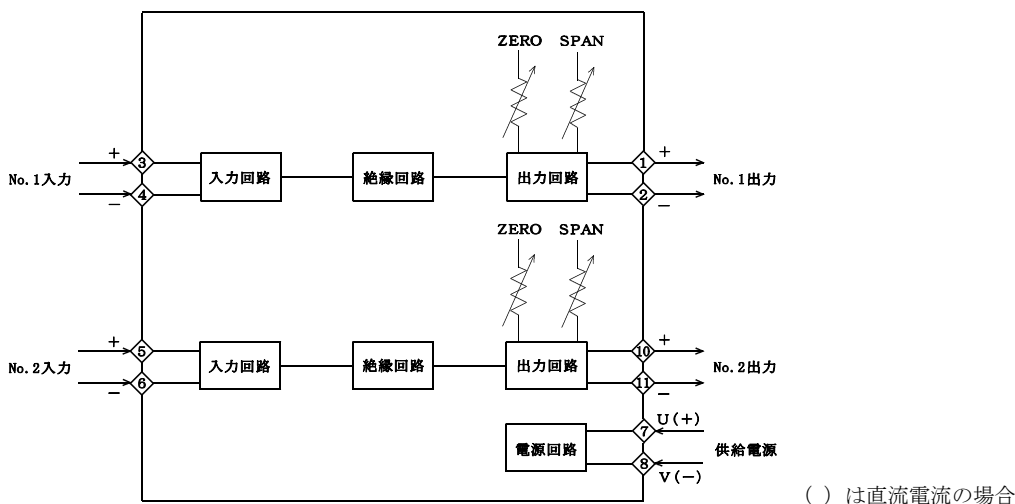 ZERO SPAN
No.1入力
+
−
3
4
入力回路
絶縁回路
出力回路
1
2
+
−
No.1出力
ZERO SPAN
No.2入力
+
−
5
6
入力回路
絶縁回路
出力回路
10
11
+
−
No.2出力
電源回路
7
8
U(+)
V(−)
供給電源
( ) は直流電流の場合